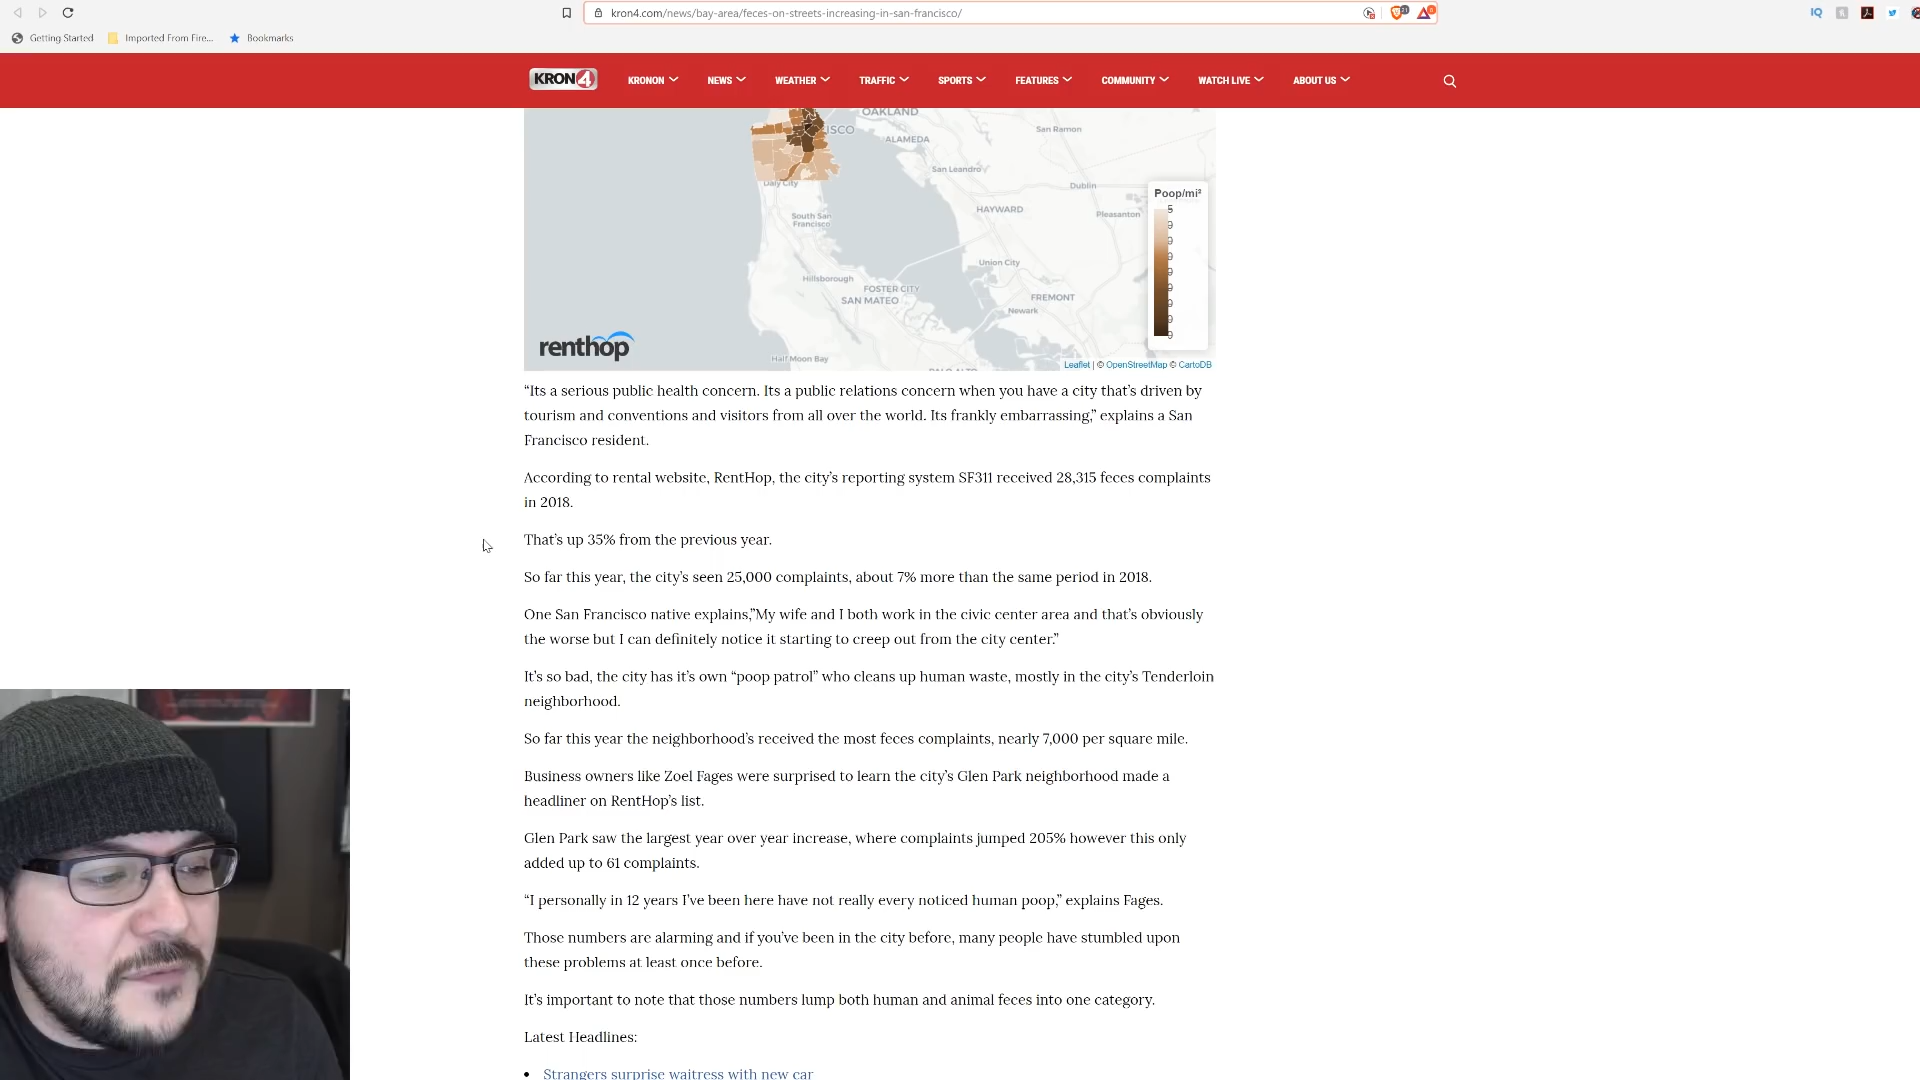 kron4.com/news/bay-area/feces-on-streets-increasing-in-san-francisco/
21
IQ
Getting Started
Imported From Fire...
Bookmarks
KRON4
KRONON
NEWS
WEATHER
TRAFFIC
SPORTS
FEATURES
COMMUNITY
WATCH LIVE
ABOUT US
OAKLAND
ISCO
San Ramon
ALAMEDA
San Leandro
Daly City
Dublin
Poop/mi²
5
0
0
0
0
0
0
0
0
HAYWARD
Pleasanton
South San
Francisco
Union City
Hillsborough
FOSTER CITY
SAN MATEO
FREMONT
Newark
renthop
Half Moon Bay
PALO ALTO
Leaflet | © OpenStreetMap © CartoDB
“Its a serious public health concern. Its a public relations concern when you have a city that’s driven by
tourism and conventions and visitors from all over the world. Its frankly embarrassing,” explains a San
Francisco resident.
According to rental website, RentHop, the city’s reporting system SF311 received 28,315 feces complaints
in 2018.
That’s up 35% from the previous year.
So far this year, the city’s seen 25,000 complaints, about 7% more than the same period in 2018.
One San Francisco native explains,”My wife and I both work in the civic center area and that’s obviously
the worse but I can definitely notice it starting to creep out from the city center.”
It’s so bad, the city has it’s own “poop patrol” who cleans up human waste, mostly in the city’s Tenderloin
neighborhood.
So far this year the neighborhood’s received the most feces complaints, nearly 7,000 per square mile.
Business owners like Zoel Fages were surprised to learn the city’s Glen Park neighborhood made a
headliner on RentHop’s list.
Glen Park saw the largest year over year increase, where complaints jumped 205% however this only
added up to 61 complaints.
“I personally in 12 years I’ve been here have not really every noticed human poop,” explains Fages.
Those numbers are alarming and if you’ve been in the city before, many people have stumbled upon
these problems at least once before.
It’s important to note that those numbers lump both human and animal feces into one category.
Latest Headlines:
Strangers surprise waitress with new car